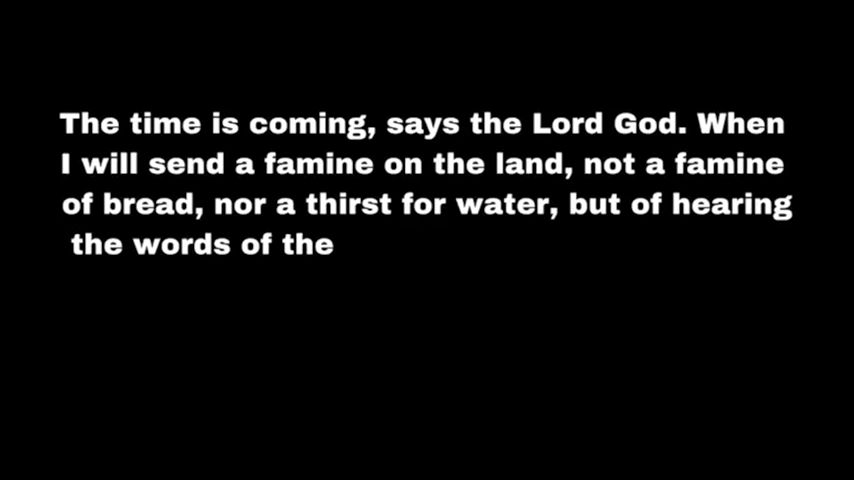 The time is coming, says the Lord God. When
I will send a famine on the land, not a famine
of bread, nor a thirst for water, but of hearing
the words of the